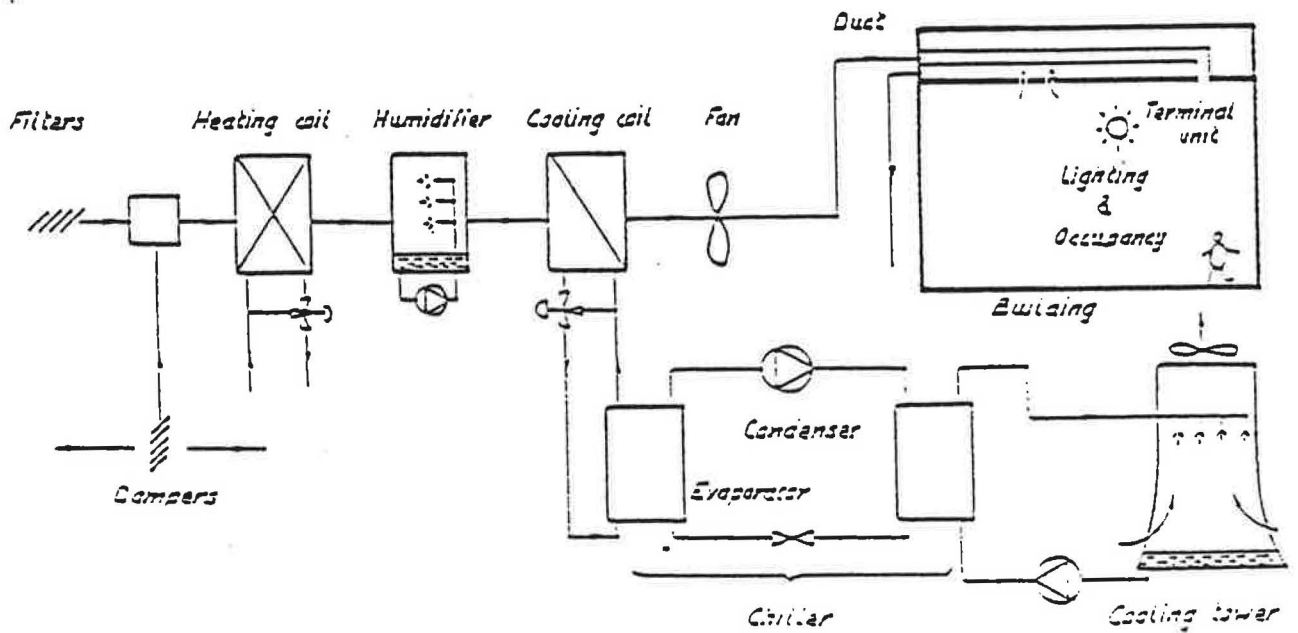 Duct
Filters
Heating coil
Humidifier
Cooling coil
Fan
Terminal
unit
Lighting
&
Occupancy
Building
Condenser
Evaporator
Dampers
Chiller
Cooling tower